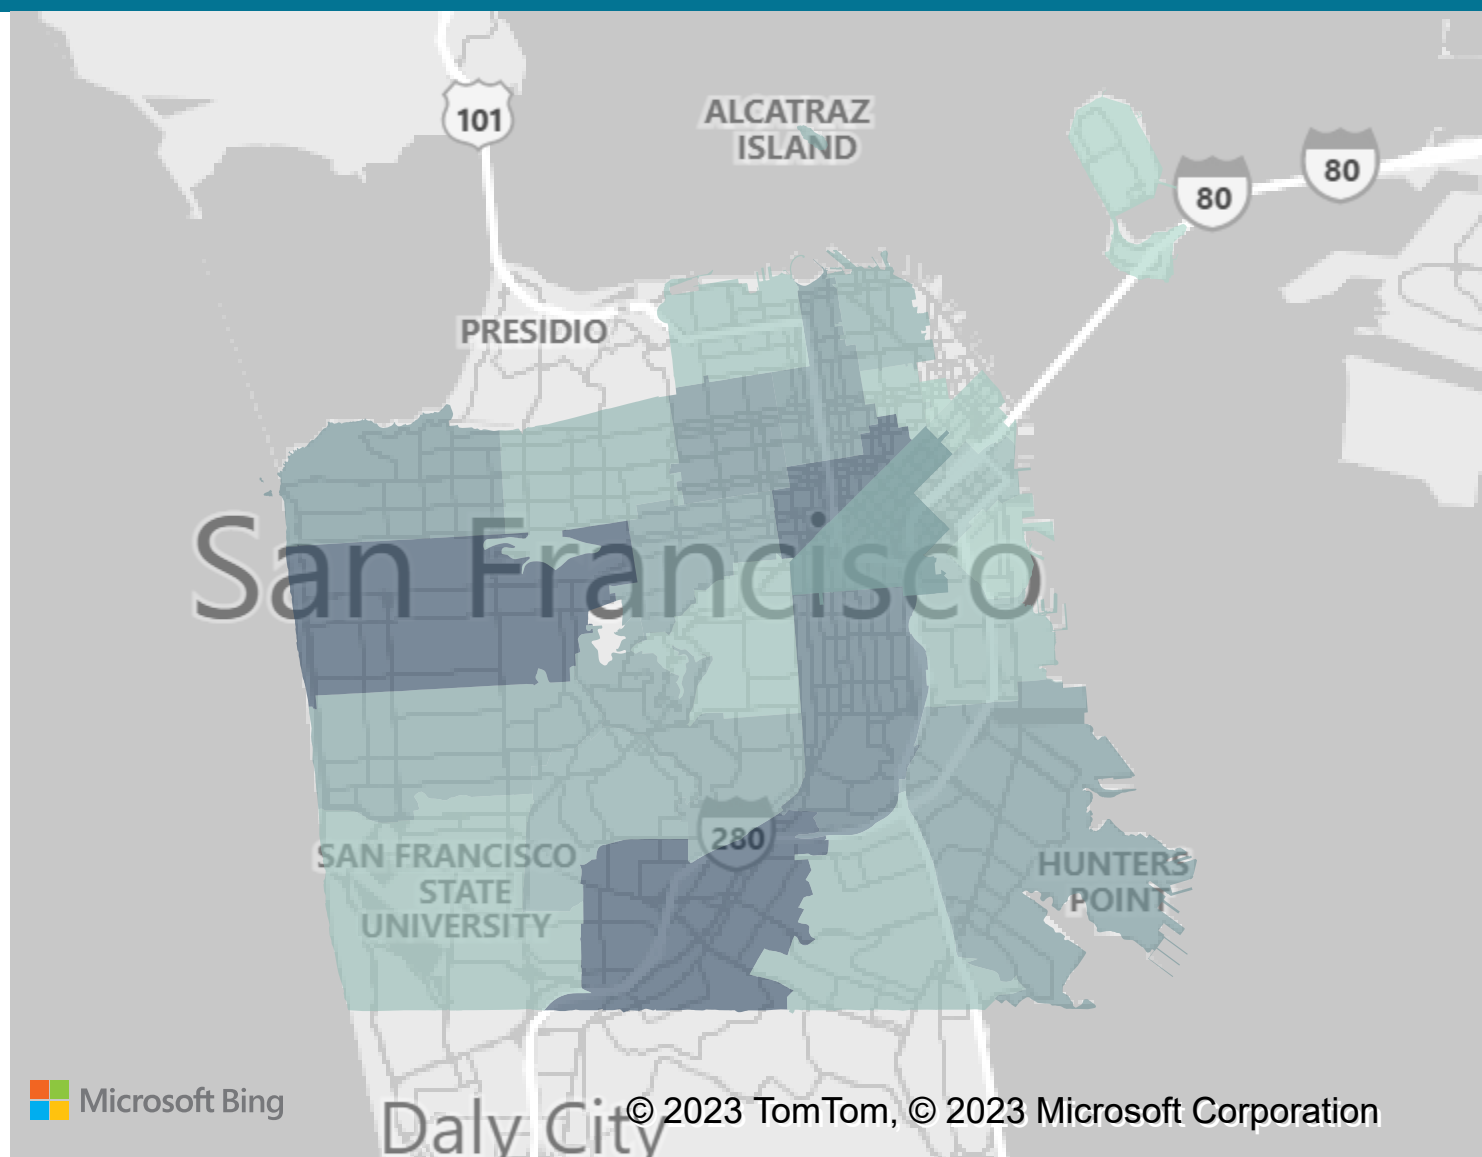 101
ALCATRAZ
ISLAND
80
80
PRESIDIO
San Francisco
280
SAN FRANCISCO
STATE
UNIVERSITY
HUNTERS
POINT
Microsoft Bing
Daly City
© 2023 TomTom, © 2023 Microsoft Corporation